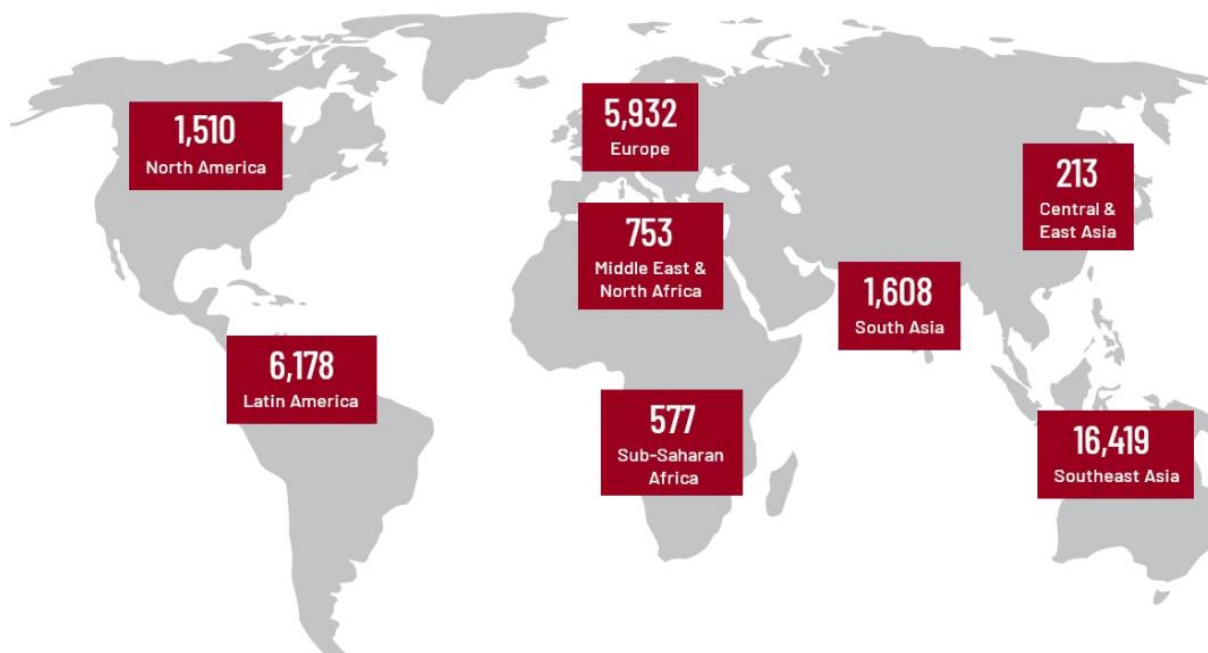 1,510
North America
5,932
Europe
213
Central &
East Asia
753
Middle East &
North Africa
1,608
South Asia
6,178
Latin America
577
Sub-Saharan
Africa
16,419
Southeast Asia